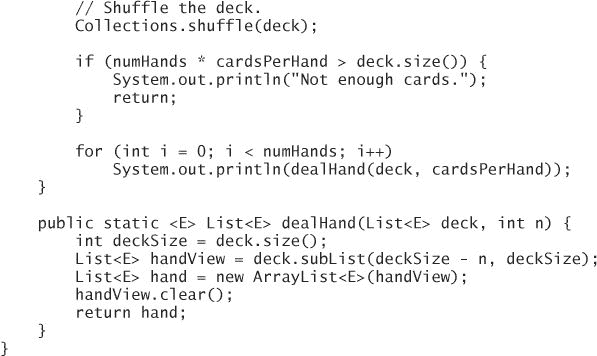 // Shuffle the deck.
        Collections.shuffle(deck);

        if (numHands * cardsPerHand > deck.size()) {
            System.out.println("Not enough cards.");
            return;
        }

        for (int i = 0; i < numHands; i++)
            System.out.println(dealHand(deck, cardsPerHand));
    }

    public static <E> List<E> dealHand(List<E> deck, int n) {
        int deckSize = deck.size();
        List<E> handView = deck.subList(deckSize - n, deckSize);
        List<E> hand = new ArrayList<E>(handView);
        handView.clear();
        return hand;
    }
}